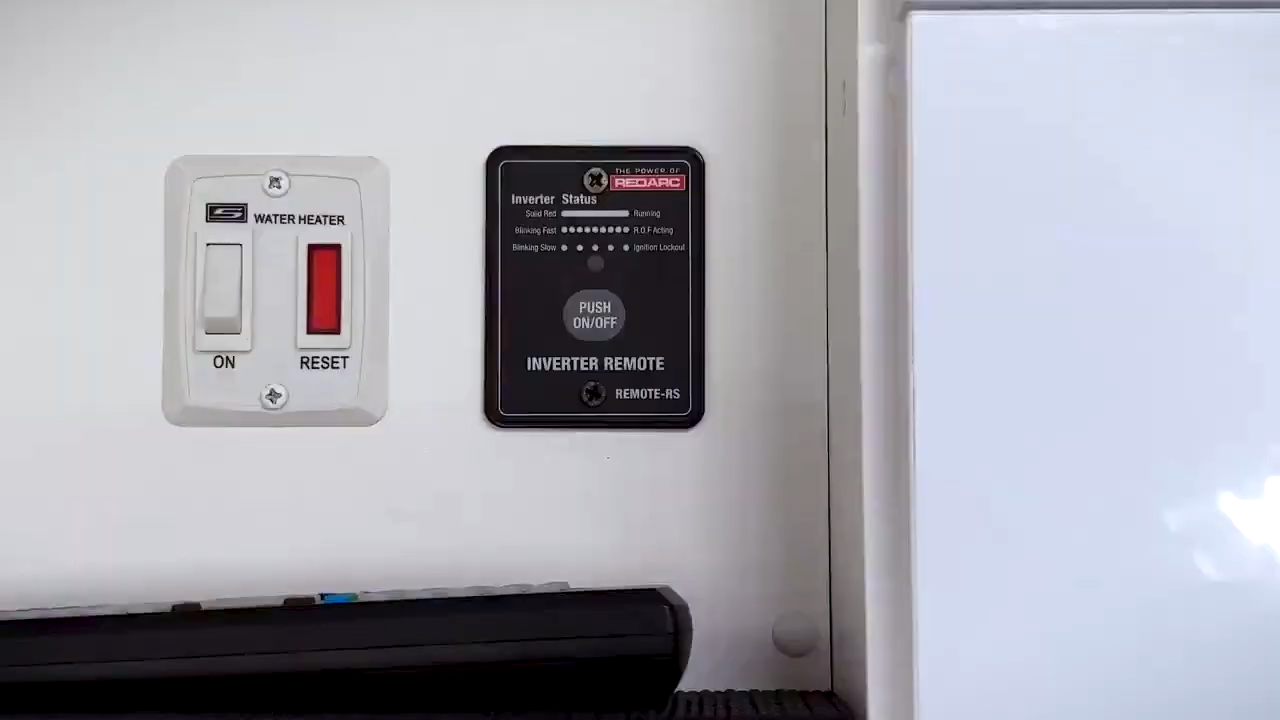 WATER HEATER
ON
RESET
THE POWER OF
REDARC
Inverter Status
Solid Red Running
Blinking Fast R.O.F Acting
Blinking Slow Ignition Lockout
PUSH
ON/OFF
INVERTER REMOTE
REMOTE-RS